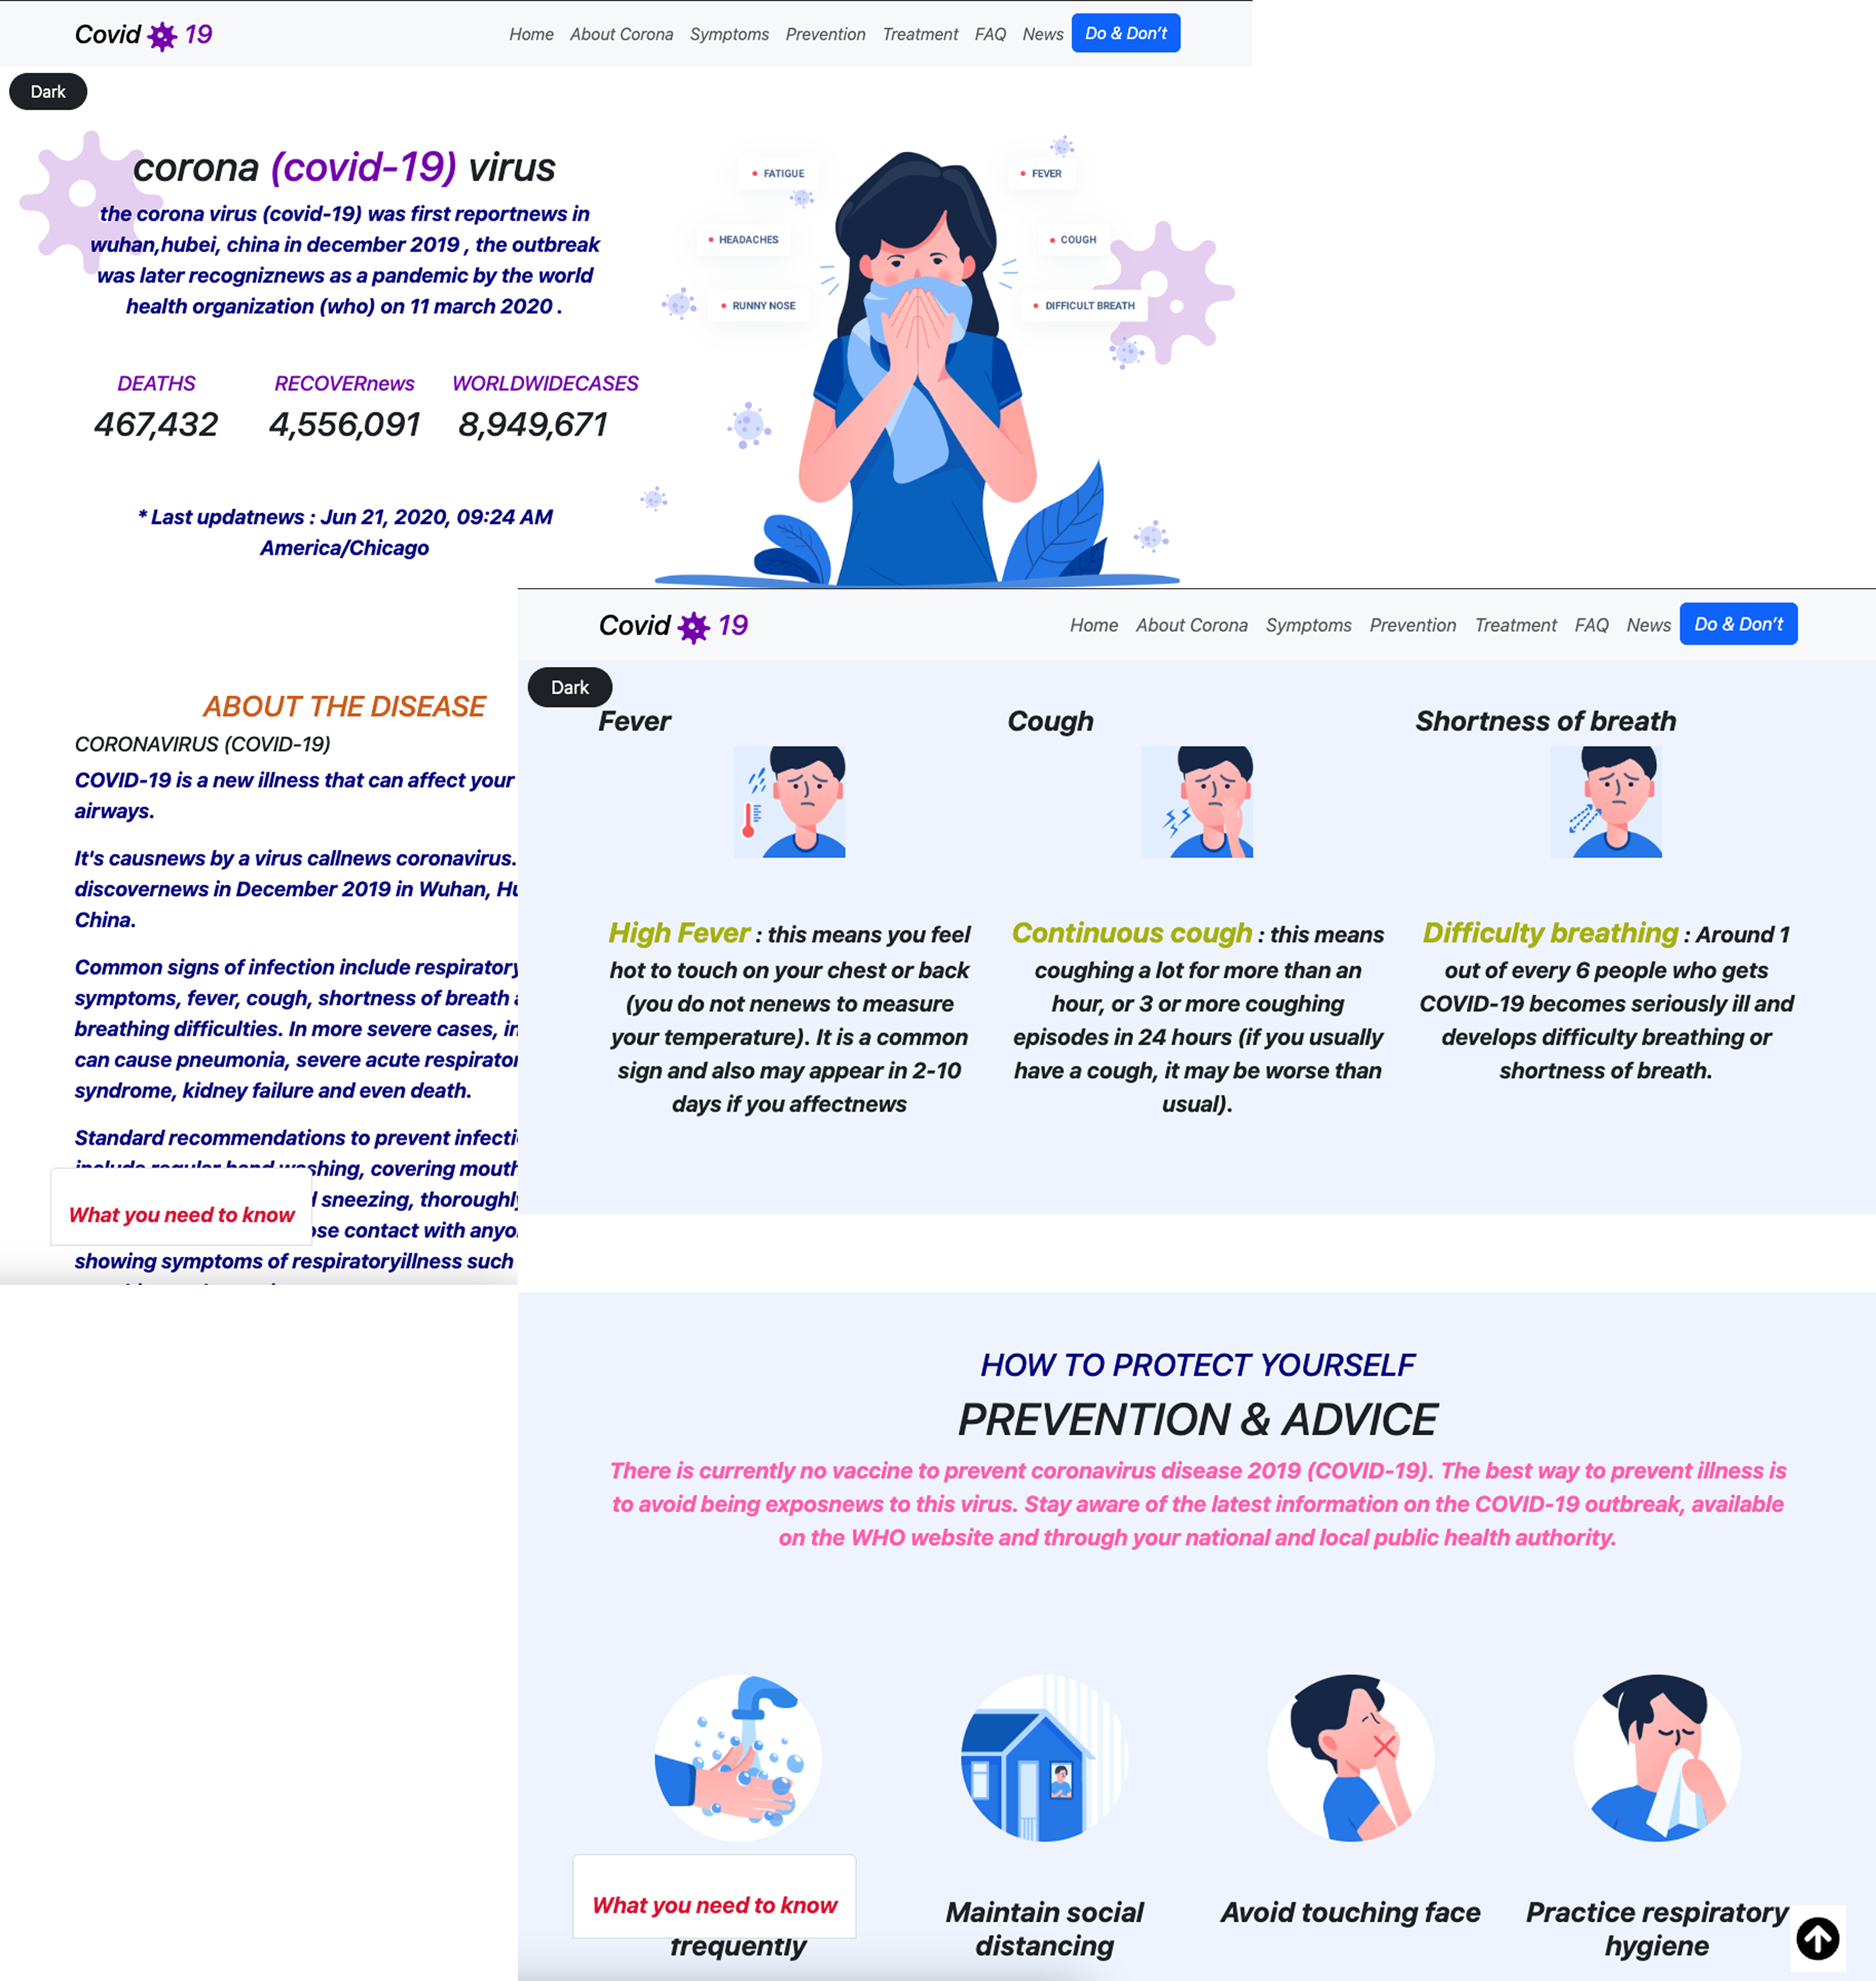 Covid 19
Home About Corona Symptoms Prevention Treatment FAQ News Do & Don't
Dark
corona (covid-19) virus
the corona virus (covid-19) was first reportnews in
wuhan,hubei, china in december 2019 , the outbreak
was later recogniznews as a pandemic by the world
health organization (who) on 11 march 2020 .
DEATHS RECOVERnews WORLDWIDECASES
467,432 4,556,091 8,949,671
* Last updatnews : Jun 21, 2020, 09:24 AM
America/Chicago
FATIGUE
FEVER
HEADACHES
COUGH
RUNNY NOSE
DIFFICULT BREATH
ABOUT THE DISEASE
CORONAVIRUS (COVID-19)
COVID-19 is a new illness that can affect your
airways.
It's causnews by a virus callnews coronavirus.
discovernews in December 2019 in Wuhan, Hu
China.
Common signs of infection include respiratory
symptoms, fever, cough, shortness of breath
breathing difficulties. In more severe cases, in
can cause pneumonia, severe acute respirator
syndrome, kidney failure and even death.
Standard recommendations to prevent infecti
include regular hand washing, covering mouth
sneezing, thoroughly
ose contact with anyo
showing symptoms of respiratoryillness such
What you need to know
Covid 19
Home About Corona Symptoms Prevention Treatment FAQ News Do & Don't
Dark
Fever
Cough
Shortness of breath
High Fever : this means you feel
hot to touch on your chest or back
(you do not nenews to measure
your temperature). It is a common
sign and also may appear in 2-10
days if you affectnews
Continuous cough : this means
coughing a lot for more than an
hour, or 3 or more coughing
episodes in 24 hours (if you usually
have a cough, it may be worse than
usual).
Difficulty breathing : Around 1
out of every 6 people who gets
COVID-19 becomes seriously ill and
develops difficulty breathing or
shortness of breath.
HOW TO PROTECT YOURSELF
PREVENTION & ADVICE
There is currently no vaccine to prevent coronavirus disease 2019 (COVID-19). The best way to prevent illness is
to avoid being exposnews to this virus. Stay aware of the latest information on the COVID-19 outbreak, available
on the WHO website and through your national and local public health authority.
What you need to know
frequently
Maintain social
distancing
Avoid touching face
Practice respiratory
hygiene